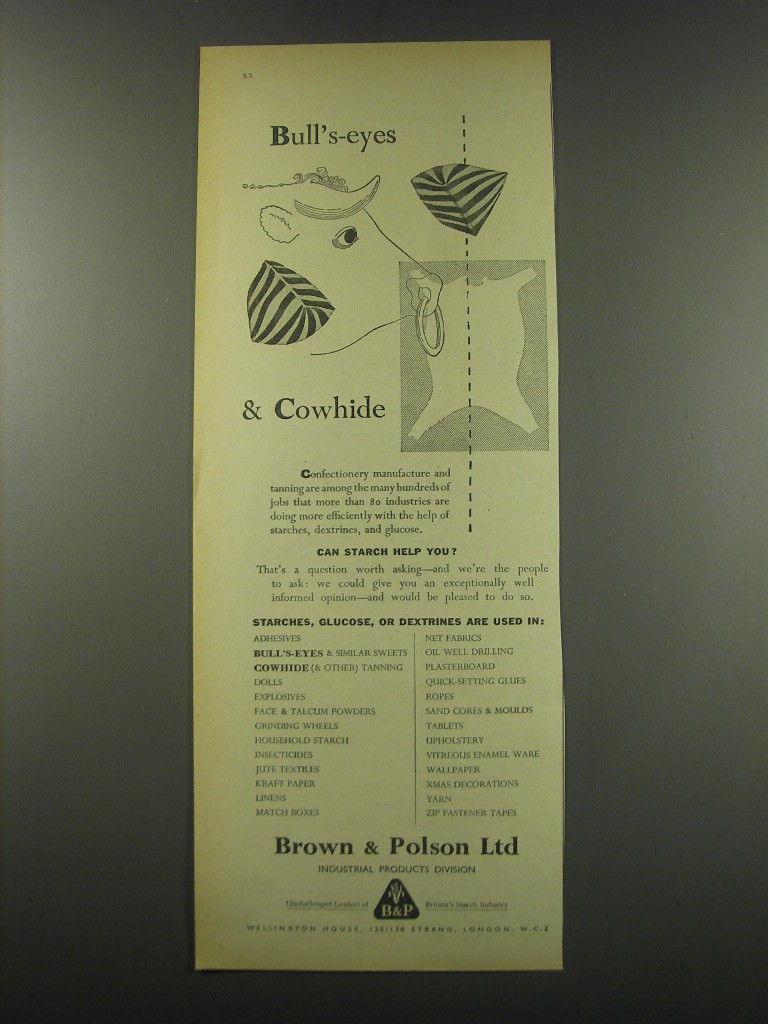 xx
Bull's-eyes
& Cowhide
Confectionery manufacture and
tanning are among the many hundreds of
jobs that more than 80 industries are
doing more efficiently with the help of
starches, dextrines, and glucose.
CAN STARCH HELP YOU?
That's a question worth asking—and we're the people
to ask: we could give you an exceptionally well
informed opinion—and would be pleased to do so.
STARCHES, GLUCOSE, OR DEXTRINES ARE USED IN:
ADHESIVES
BULL'S-EYES & SIMILAR SWEETS
COWHIDE (& OTHER) TANNING
DOLLS
EXPLOSIVES
FACE & TALCUM POWDERS
GRINDING WHEELS
HOUSEHOLD STARCH
INSECTICIDES
JUTE TEXTILES
KRAFT PAPER
LINENS
MATCH BOXES
NET FABRICS
OIL WELL DRILLING
PLASTERBOARD
QUICK-SETTING GLUES
ROPES
SAND CORES & MOULDS
TABLETS
UPHOLSTERY
VITREOUS ENAMEL WARE
WALLPAPER
XMAS DECORATIONS
YARN
ZIP FASTENER TAPES
Brown & Polson Ltd
INDUSTRIAL PRODUCTS DIVISION
Unchallenged Leaders of B&P Britain's Starch Industry
WELLINGTON HOUSE, STRAND, LONDON, W.C.2